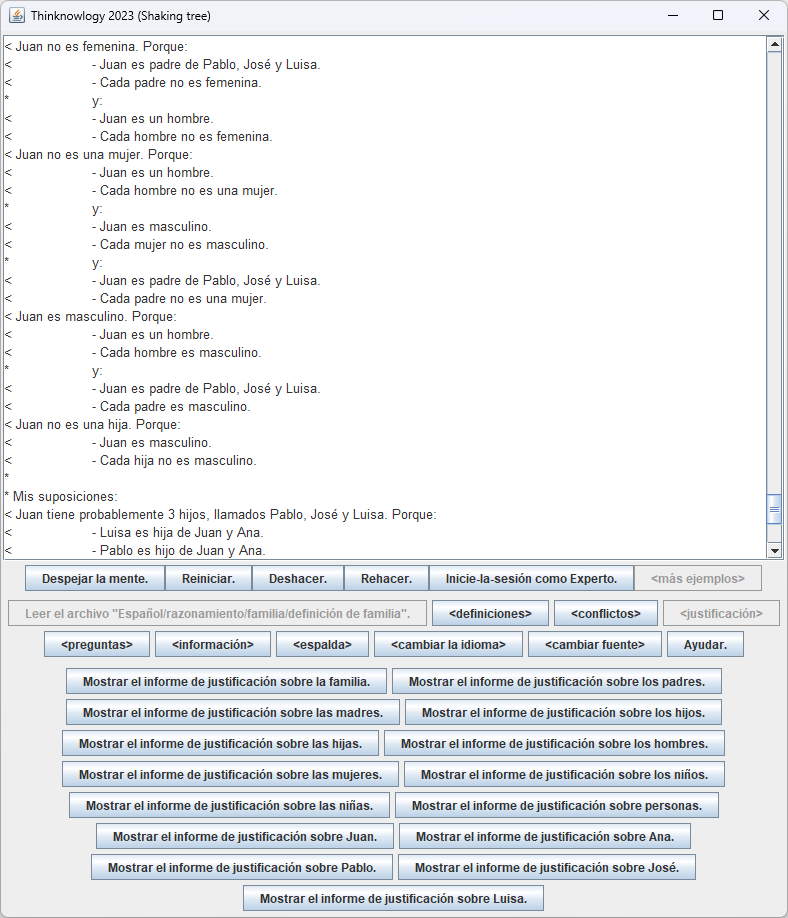 Thinknowlogy 2023 (Shaking tree)
< Juan no es femenina. Porque:
< - Juan es padre de Pablo, José y Luisa.
< - Cada padre no es femenina.
* y:
< - Juan es un hombre.
< - Cada hombre no es femenina.
< Juan no es una mujer. Porque:
< - Juan es un hombre.
< - Cada hombre no es una mujer.
* y:
< - Juan es masculino.
< - Cada mujer no es masculino.
* y:
< - Juan es padre de Pablo, José y Luisa.
< - Cada padre no es una mujer.
< Juan es masculino. Porque:
< - Juan es un hombre.
< - Cada hombre es masculino.
* y:
< - Juan es padre de Pablo, José y Luisa.
< - Cada padre es masculino.
< Juan no es una hija. Porque:
< - Juan es masculino.
< - Cada hija no es masculino.
*
* Mis suposiciones:
< Juan tiene probablemente 3 hijos, llamados Pablo, José y Luisa. Porque:
< - Luisa es hija de Juan y Ana.
< - Pablo es hijo de Juan y Ana.
Despejar la mente. Reiniciar. Deshacer. Rehacer. Inicie-la-sesión como Experto. <más ejemplos>
Leer el archivo "Español/razonamiento/familia/definición de familia". <definiciones> <conflictos> <justificación>
<preguntas> <información> <espalda> <cambiar la idioma> <cambiar fuente> Ayudar.
Mostrar el informe de justificación sobre la familia. Mostrar el informe de justificación sobre los padres.
Mostrar el informe de justificación sobre las madres. Mostrar el informe de justificación sobre los hijos.
Mostrar el informe de justificación sobre las hijas. Mostrar el informe de justificación sobre los hombres.
Mostrar el informe de justificación sobre las mujeres. Mostrar el informe de justificación sobre los niños.
Mostrar el informe de justificación sobre las niñas. Mostrar el informe de justificación sobre personas.
Mostrar el informe de justificación sobre Juan. Mostrar el informe de justificación sobre Ana.
Mostrar el informe de justificación sobre Pablo. Mostrar el informe de justificación sobre José.
Mostrar el informe de justificación sobre Luisa.